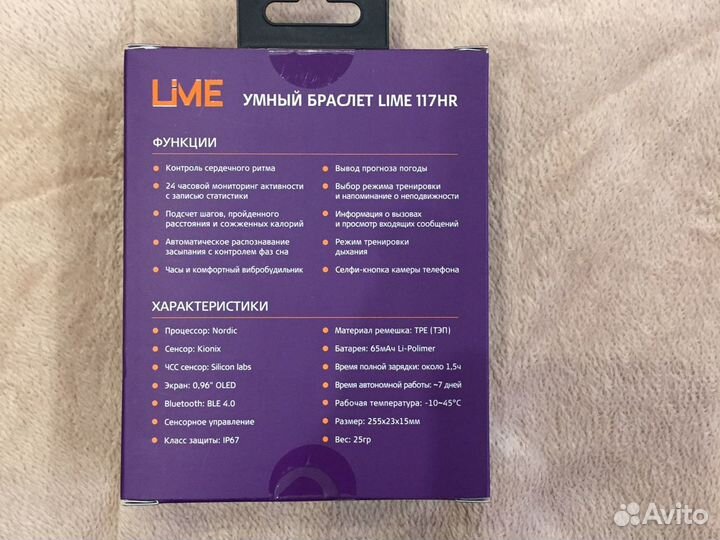 LiME
УМНЫЙ БРАСЛЕТ LIME 117HR
ФУНКЦИИ
Контроль сердечного ритма
24 часовой мониторинг активности
с записью статистики
Подсчет шагов, пройденного
расстояния и сожженных калорий
Автоматическое распознавание
засыпания с контролем фаз сна
Часы и комфортный вибробудильник
Вывод прогноза погоды
Выбор режима тренировки
и напоминание о неподвижности
Информация о вызовах
и просмотр входящих сообщений
Режим тренировки
дыхания
Селфи-кнопка камеры телефона
ХАРАКТЕРИСТИКИ
Процессор: Nordic
Сенсор: Kionix
ЧСС сенсор: Silicon labs
Экран: 0,96" OLED
Bluetooth: BLE 4.0
Сенсорное управление
Класс защиты: IP67
Материал ремешка: TPE (ТЭП)
Батарея: 65мАч Li-Polimer
Время полной зарядки: около 1,5ч
Время автономной работы: ~7 дней
Рабочая температура: -10~45°C
Размер: 255x23x15мм
Вес: 25гр
Avito